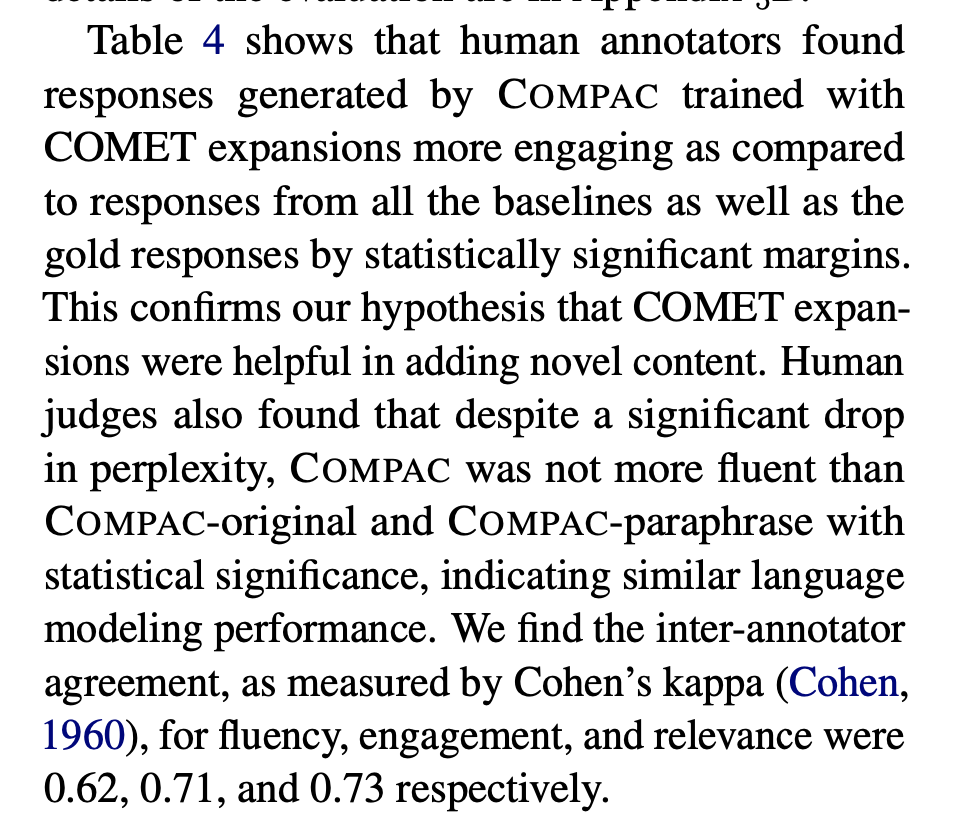 Table 4 shows that human annotators found
responses generated by COMPAC trained with
COMET expansions more engaging as compared
to responses from all the baselines as well as the
gold responses by statistically significant margins.
This confirms our hypothesis that COMET expan-
sions were helpful in adding novel content. Human
judges also found that despite a significant drop
in perplexity, COMPAC was not more fluent than
COMPAC-original and COMPAC-paraphrase with
statistical significance, indicating similar language
modeling performance. We find the inter-annotator
agreement, as measured by Cohen's kappa (Cohen,
1960), for fluency, engagement, and relevance were
0.62, 0.71, and 0.73 respectively.